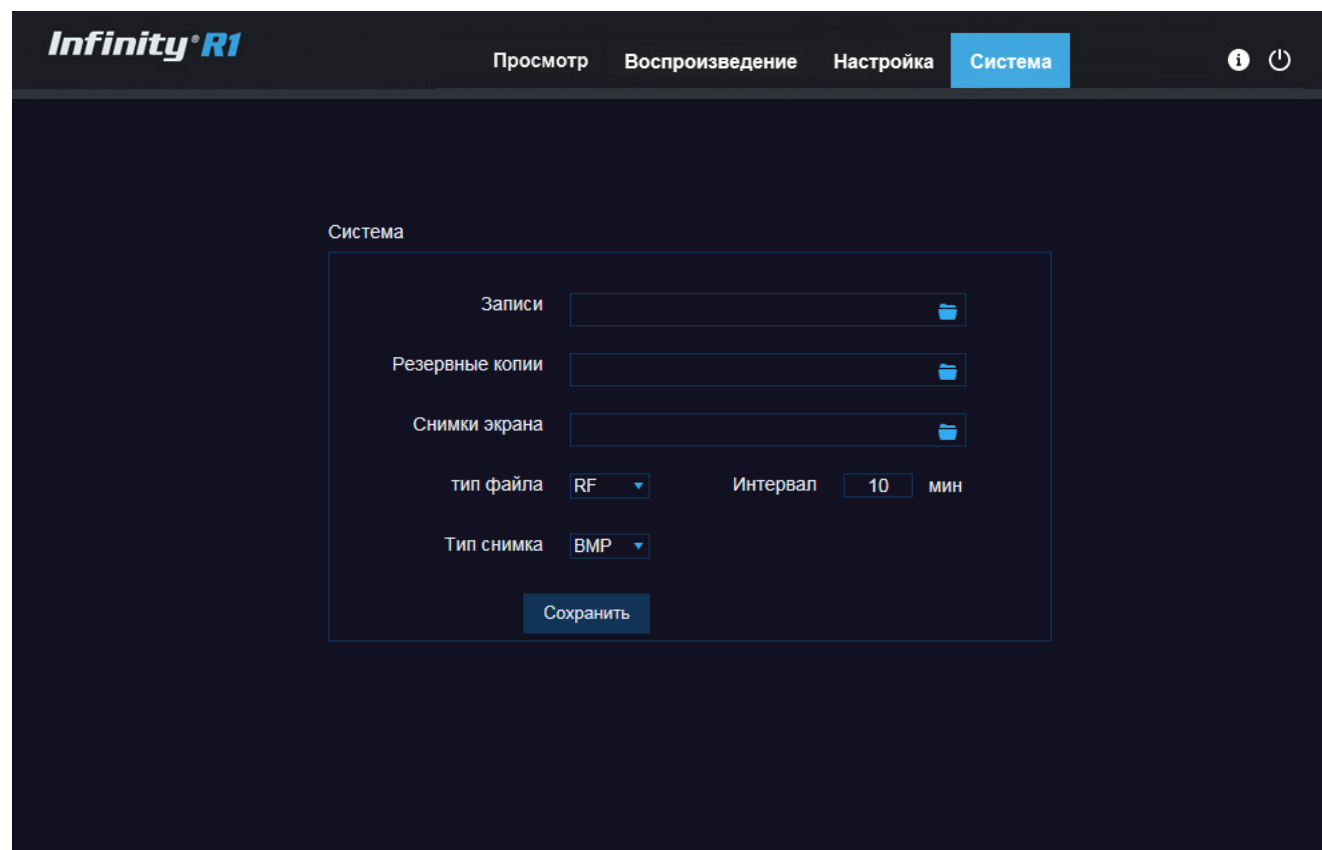 Infinity® R1
Просмотр Воспроизведение Настройка Система
Система
Записи
Резервные копии
Снимки экрана
тип файла RF Интервал 10 мин
Тип снимка BMP
Сохранить